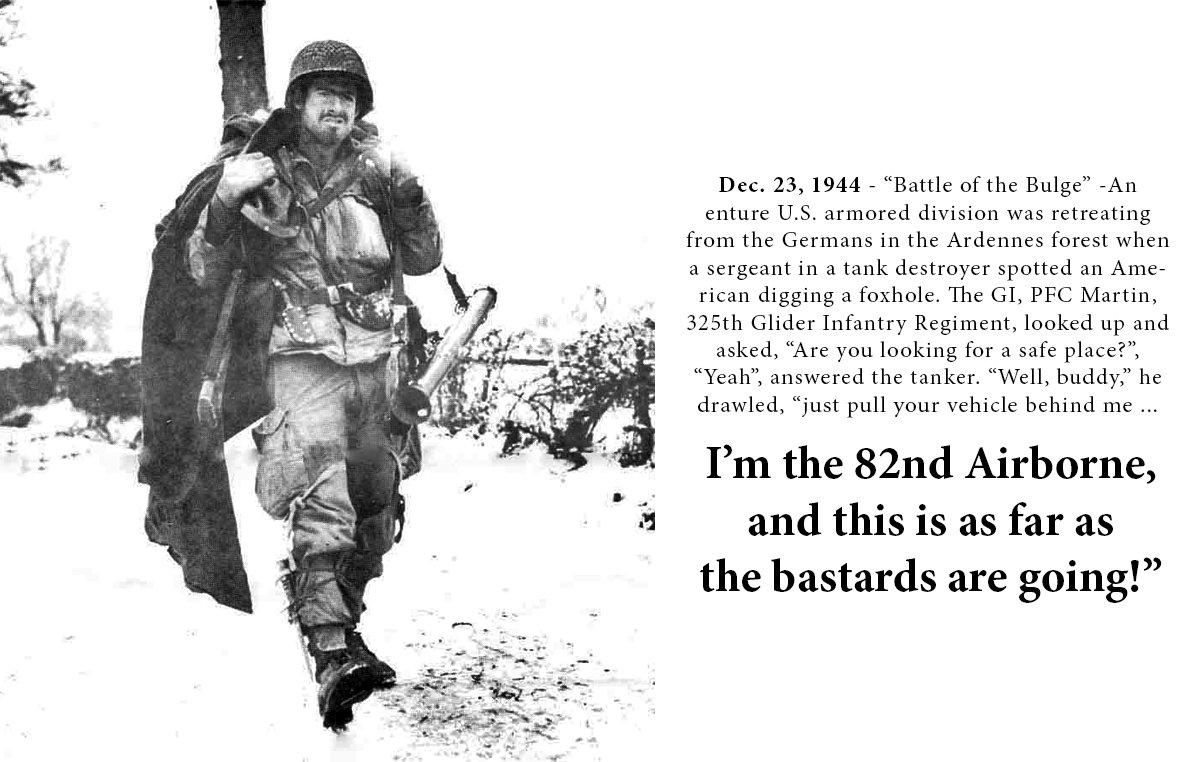 Dec. 23, 1944 - “Battle of the Bulge” -An
enture U.S. armored division was retreating
from the Germans in the Ardennes forest when
a sergeant in a tank destroyer spotted an Ame-
rican digging a foxhole. The GI, PFC Martin,
325th Glider Infantry Regiment, looked up and
asked, “Are you looking for a safe place?”,
“Yeah”, answered the tanker. “Well, buddy,” he
drawled, “just pull your vehicle behind me ...
I’m the 82nd Airborne,
and this is as far as
the bastards are going!”